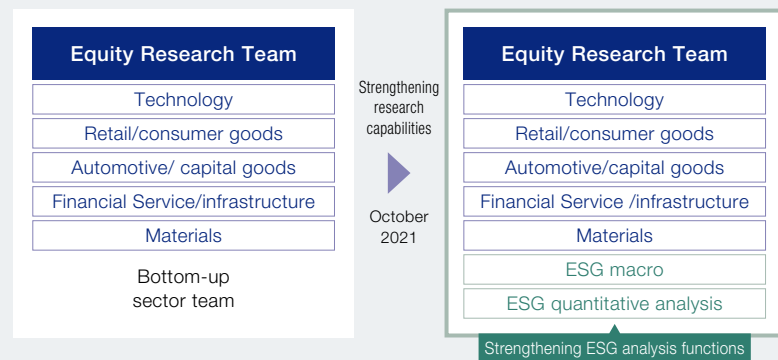 Equity Research Team
Technology
Retail/consumer goods
Automotive/ capital goods
Financial Service/infrastructure
Materials
Bottom-up
sector team
Strengthening
research
capabilities
October
2021
Equity Research Team
Technology
Retail/consumer goods
Automotive/capital goods
Financial Service /infrastructure
Materials
ESG macro
ESG quantitative analysis
Strengthening ESG analysis functions